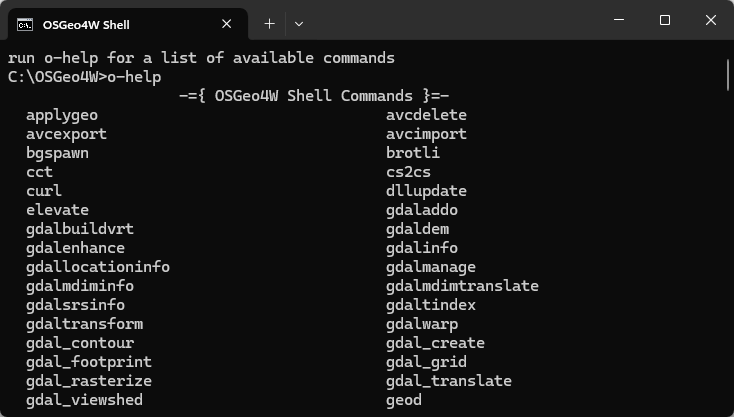 OSGeo4W Shell
run o-help for a list of available commands
C:\OSGeo4W>o-help
-={ OSGeo4W Shell Commands }=-
applygeo avcdelete
avcexport avcimport
bgspawn brotli
cct cs2cs
curl dllupdate
elevate gdaladdo
gdalbuildvrt gdaldem
gdalenhance gdalinfo
gdallocationinfo gdalmanage
gdalmdiminfo gdalmdimtranslate
gdalsrsinfo gdaltindex
gdaltransform gdalwarp
gdal_contour gdal_create
gdal_footprint gdal_grid
gdal_rasterize gdal_translate
gdal_viewshed geod